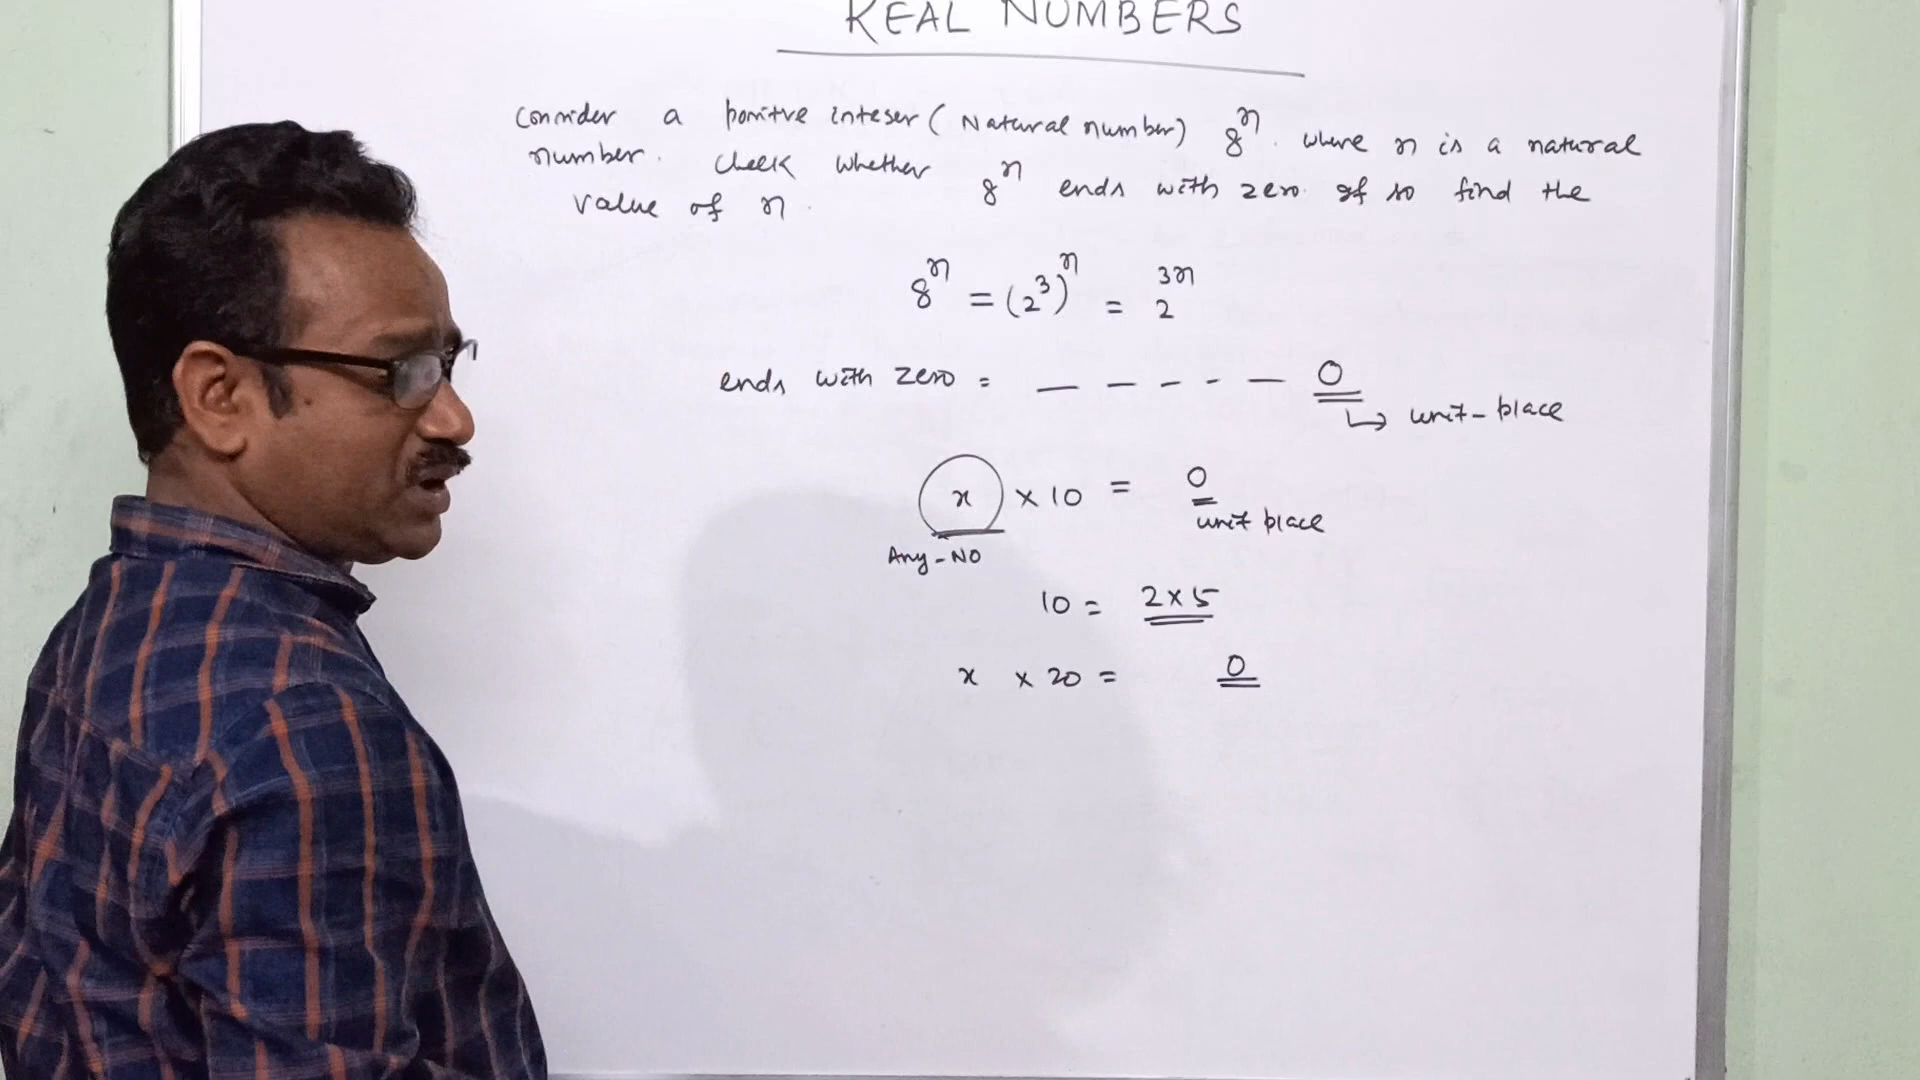 REAL NUMBERS
Consider a positive integer (Natural number) 8^n. where n is a natural
number. check whether 8^n ends with zero. If so find the
value of n.
8^n = (2^3)^n = 2^3n
ends with zero = — — — - — 0
↳ unit-place
x × 10 = 0
unit place
Any-NO
10 = 2×5
x × 20 = 0